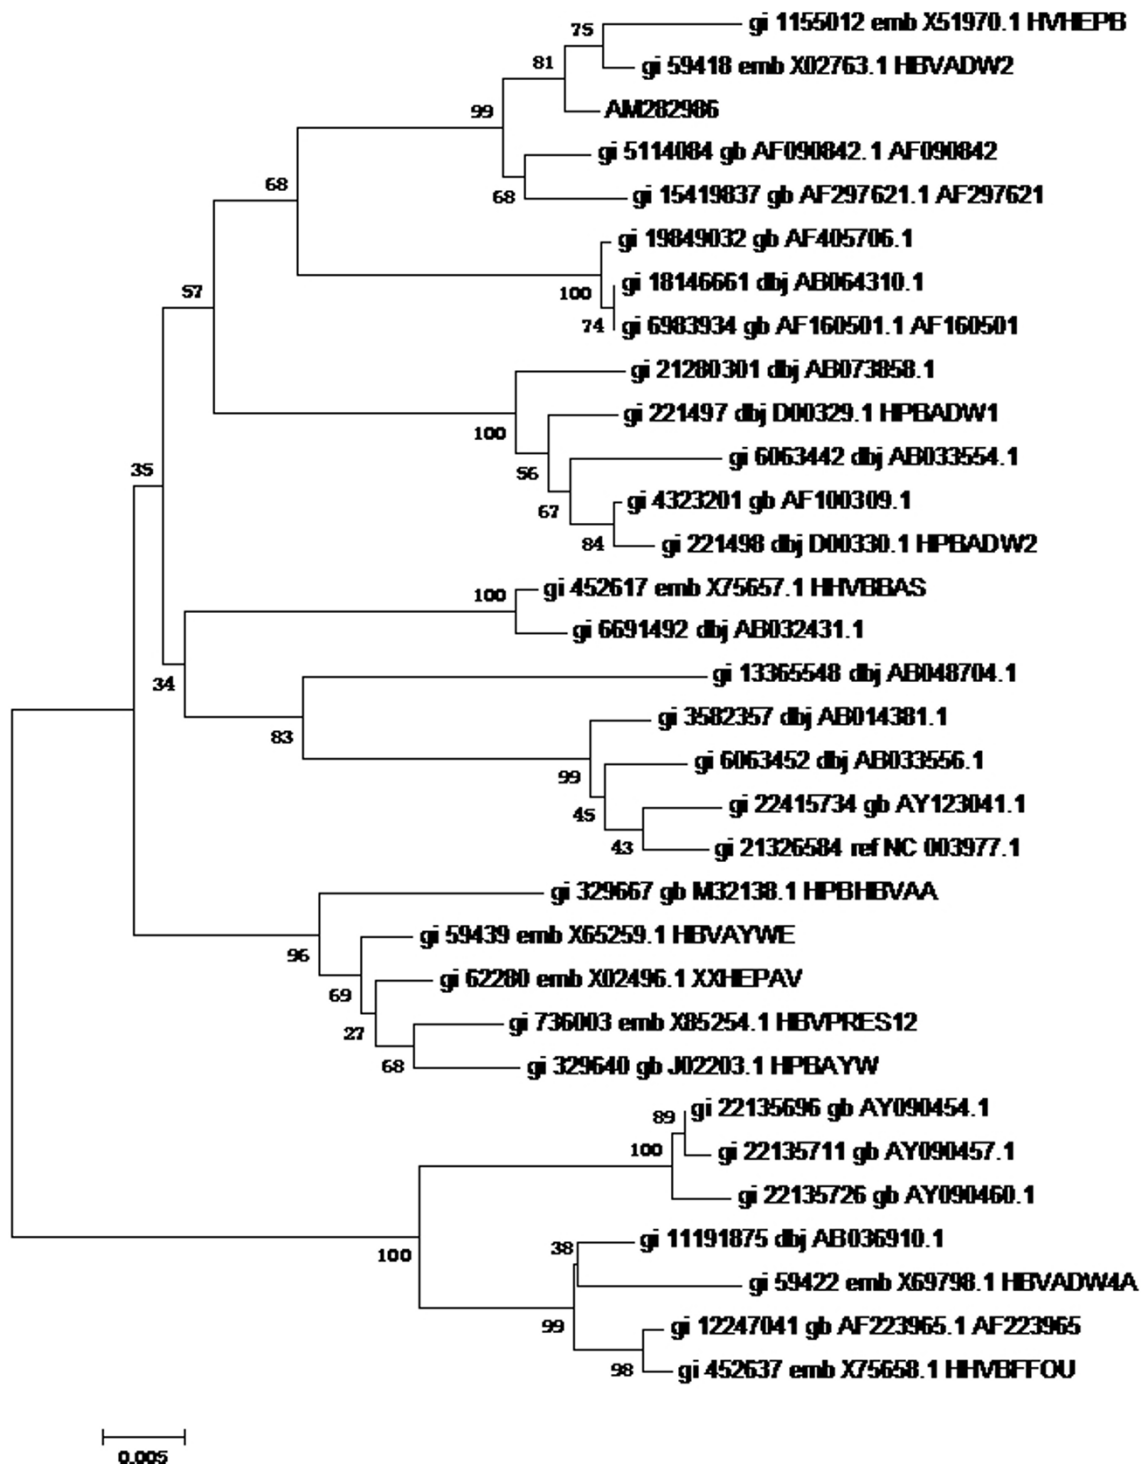 75
gi 1155012 emb X51970.1 HVHEPB
81
gi 59418 emb X02763.1 HBVADW2
99
AM282986
gi 5114084 gb AF090842.1 AF090842
68
68
gi 15419837 gb AF297621.1 AF297621
gi 19849032 gb AF405706.1
57
100
gi 18146661 dbj AB064310.1
74
gi 6983934 gb AF160501.1 AF160501
gi 21280301 dbj AB073858.1
100
gi 221497 dbj D00329.1 HPBADW1
35
56
gi 6063442 dbj AB033554.1
67
gi 4323201 gb AF100309.1
84
gi 221498 dbj D00330.1 HPBADW2
100
gi 452617 emb X75657.1 HHVBBAS
gi 6691492 dbj AB032431.1
34
gi 13365548 dbj AB048704.1
83
gi 3582357 dbj AB014381.1
99
gi 6063452 dbj AB033556.1
45
gi 22415734 gb AY123041.1
43
gi 21326584 ref NC 003977.1
gi 329667 gb M32138.1 HPBHBVAA
96
gi 59439 emb X65259.1 HBVAYWE
69
gi 62280 emb X02496.1 XXHEPAV
27
gi 736003 emb X85254.1 HBVPRES12
68
gi 329640 gb J02203.1 HPBAYW
89
gi 22135696 gb AY090454.1
100
gi 22135711 gb AY090457.1
gi 22135726 gb AY090460.1
100
38
gi 11191875 dbj AB036910.1
gi 59422 emb X69798.1 HBVADW4A
99
gi 12247041 gb AF223965.1 AF223965
98
gi 452637 emb X75658.1 HHVBFFOU
0.005